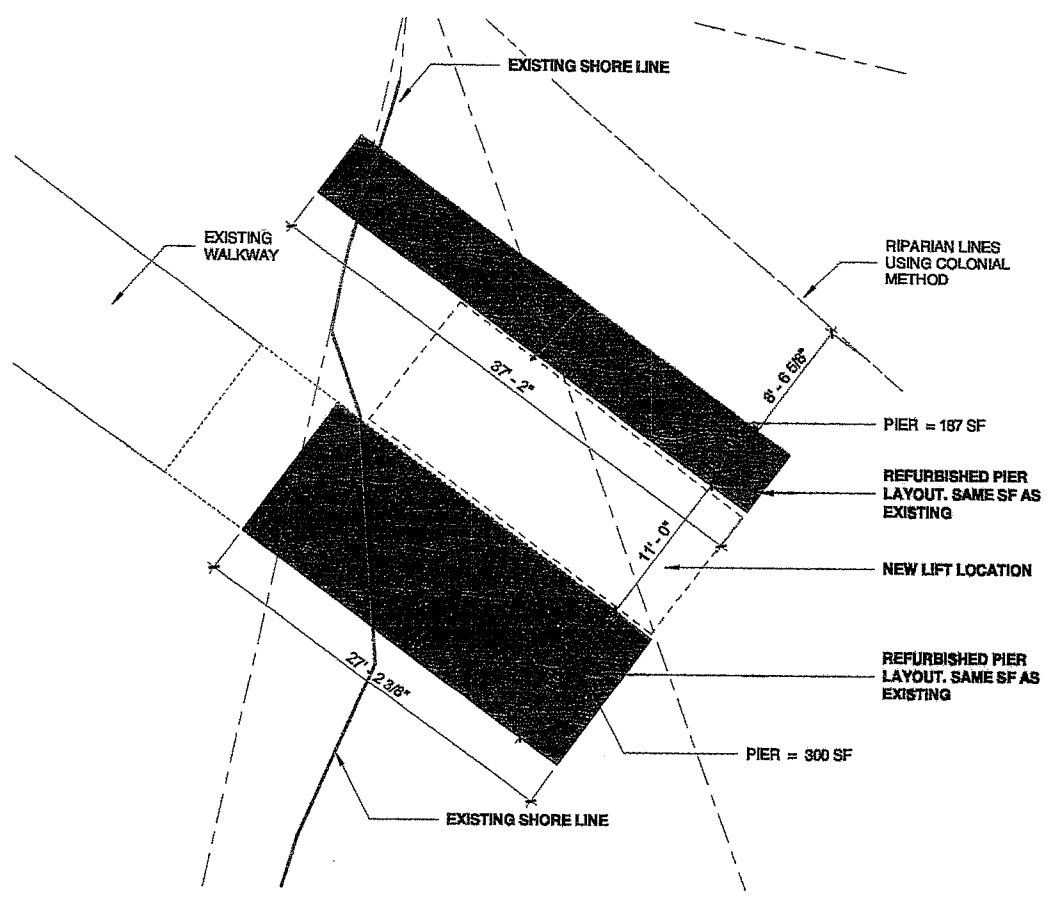 EXISTING SHORE LINE
EXISTING
WALKWAY
RIPARIAN LINES
USING COLONIAL
METHOD
8' - 6 5/8"
37' - 2"
PIER = 187 SF
REFURBISHED PIER
LAYOUT. SAME SF AS
EXISTING
11' - 0"
NEW LIFT LOCATION
REFURBISHED PIER
LAYOUT. SAME SF AS
EXISTING
27' - 2 3/8"
PIER = 300 SF
EXISTING SHORE LINE